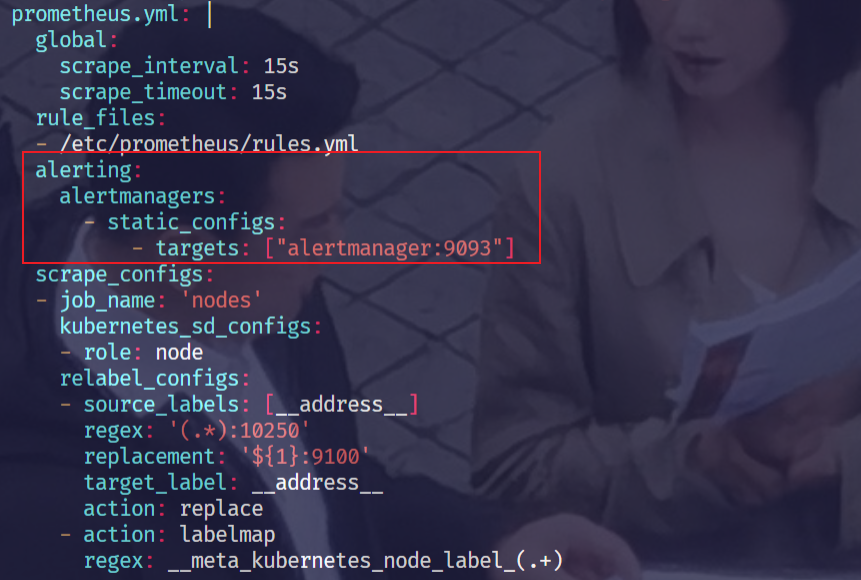 prometheus.yml: |
  global:
    scrape_interval: 15s
    scrape_timeout: 15s
  rule_files:
  - /etc/prometheus/rules.yml
  alerting:
    alertmanagers:
      - static_configs:
          - targets: ["alertmanager:9093"]
  scrape_configs:
  - job_name: 'nodes'
    kubernetes_sd_configs:
    - role: node
    relabel_configs:
    - source_labels: [__address__]
      regex: '(.*):10250'
      replacement: '${1}:9100'
      target_label: __address__
      action: replace
    - action: labelmap
      regex: __meta_kubernetes_node_label_(.+)